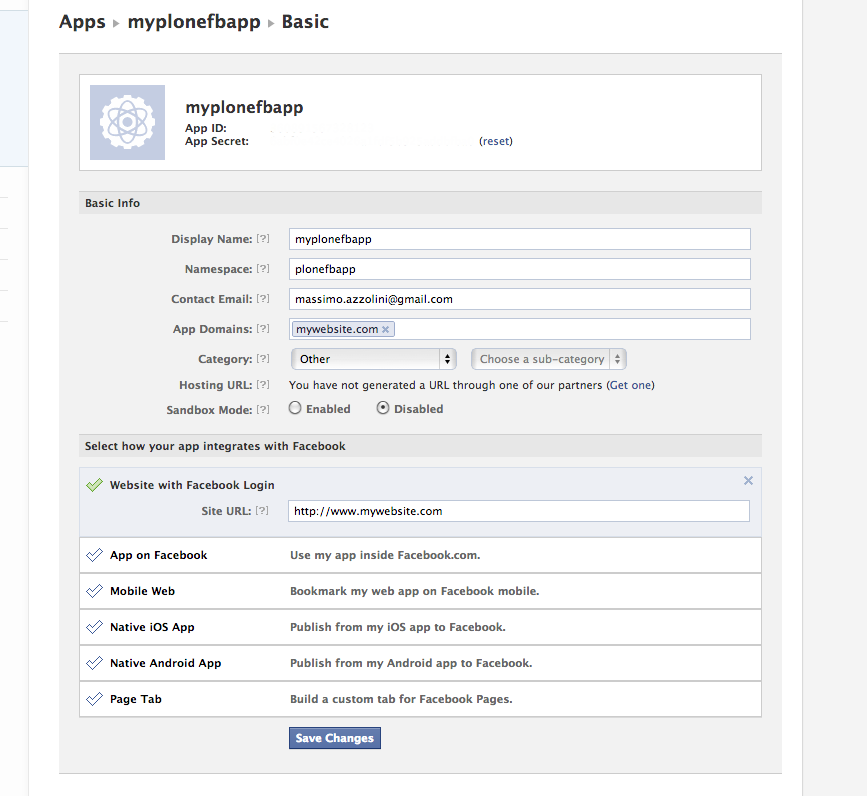 Apps ▸ myplonefbapp ▸ Basic
myplonefbapp
App ID:
App Secret: (reset)
Basic Info
Display Name: [?] myplonefbapp
Namespace: [?] plonefbapp
Contact Email: [?] massimo.azzolini@gmail.com
App Domains: [?] mywebsite.com ×
Category: [?] Other Choose a sub-category
Hosting URL: [?] You have not generated a URL through one of our partners (Get one)
Sandbox Mode: [?] Enabled Disabled
Select how your app integrates with Facebook
Website with Facebook Login ×
Site URL: [?] http://www.mywebsite.com
App on Facebook Use my app inside Facebook.com.
Mobile Web Bookmark my web app on Facebook mobile.
Native iOS App Publish from my iOS app to Facebook.
Native Android App Publish from my Android app to Facebook.
Page Tab Build a custom tab for Facebook Pages.
Save Changes